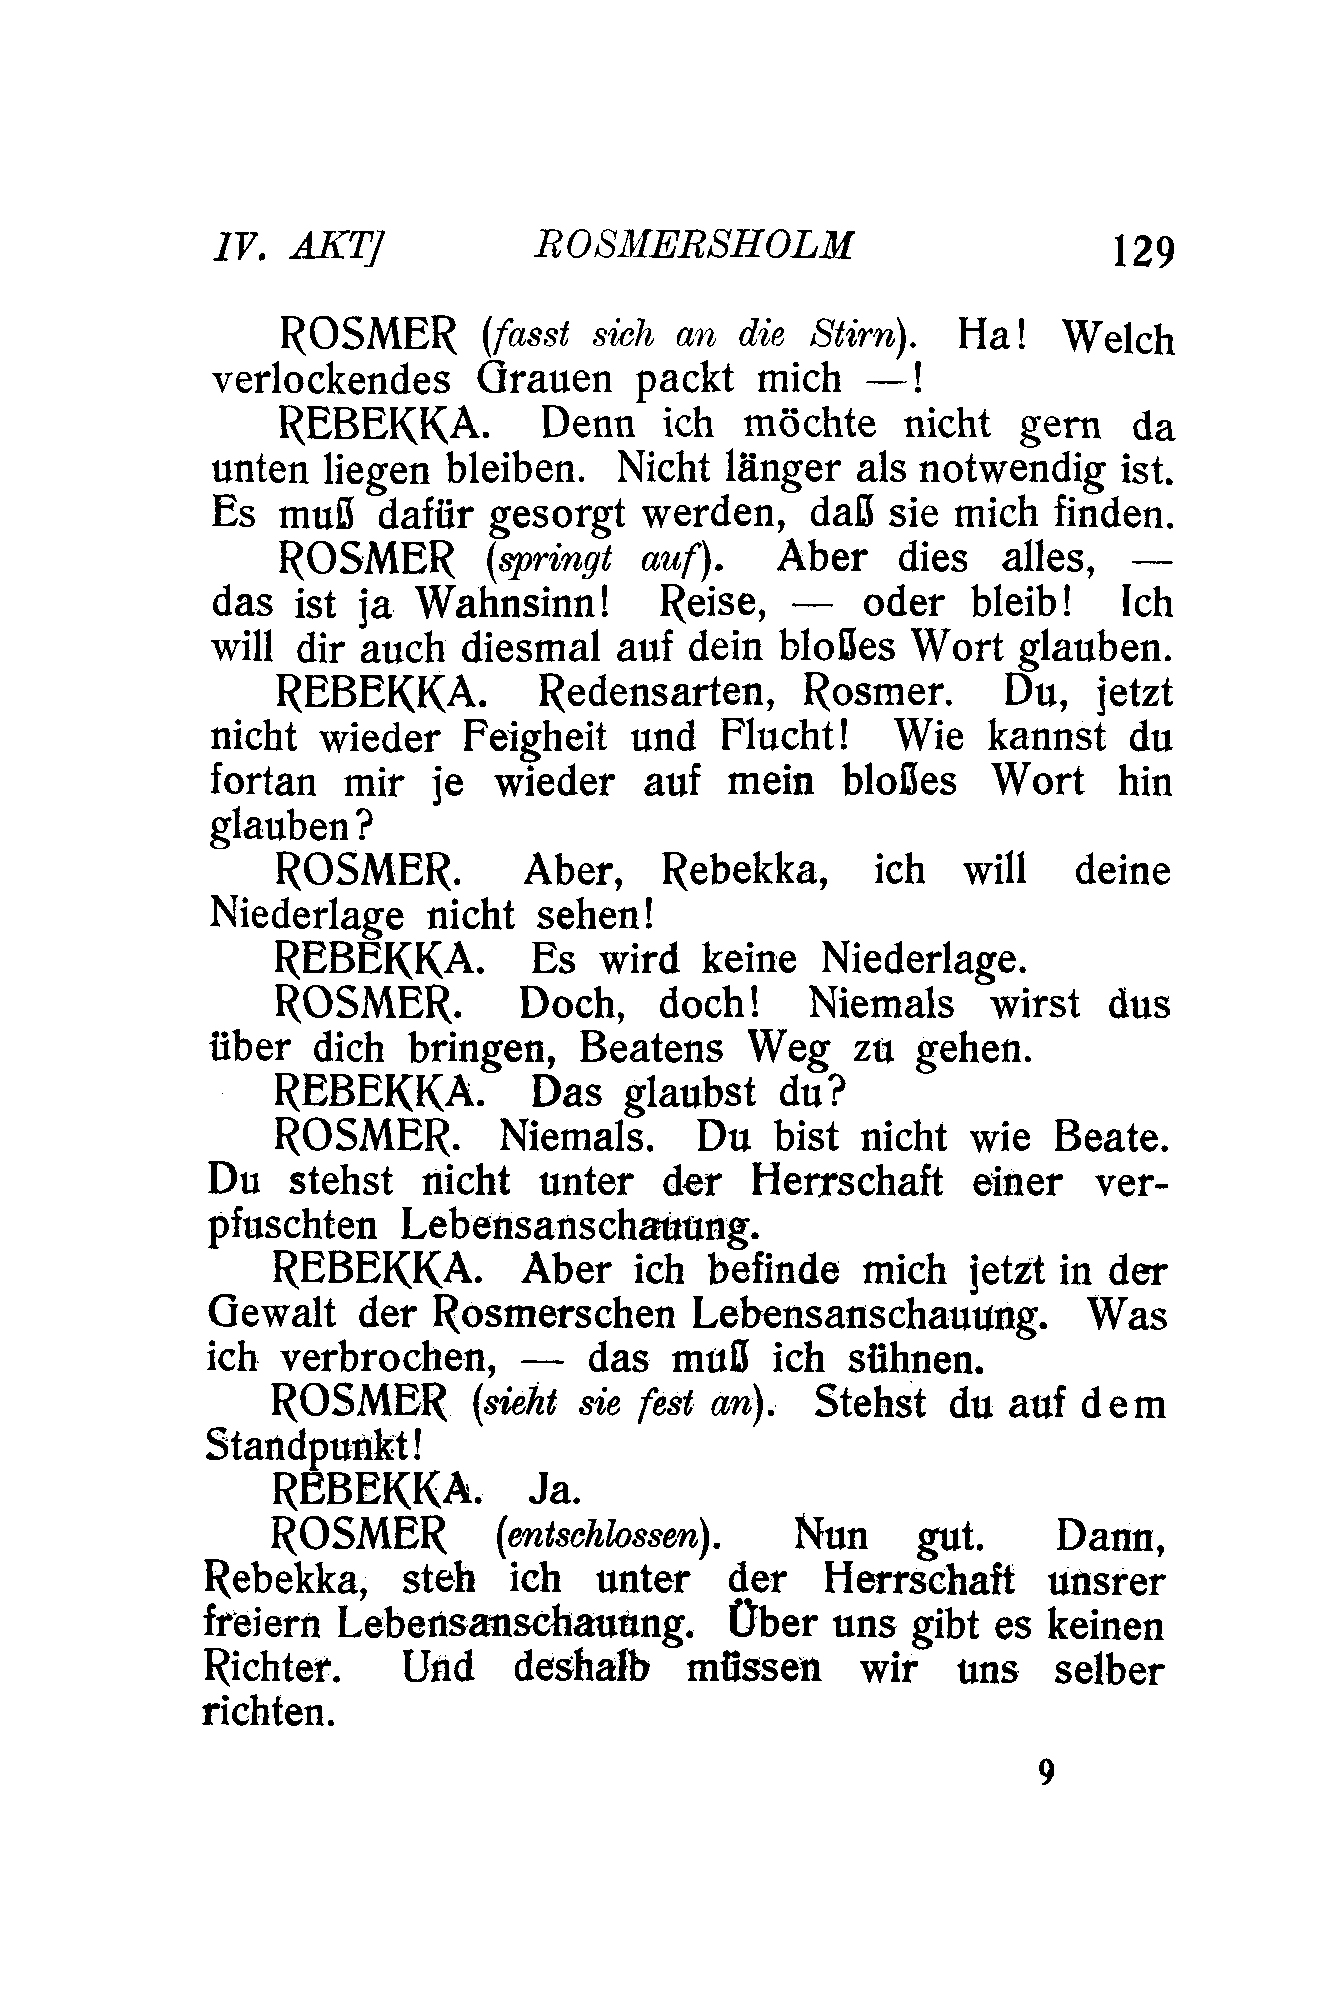 IV. AKT] ROSMERSHOLM 129
ROSMER (fasst sich an die Stirn). Ha! Welch
verlockendes Grauen packt mich —!
REBEKKA. Denn ich möchte nicht gern da
unten liegen bleiben. Nicht länger als notwendig ist.
Es muß dafür gesorgt werden, daß sie mich finden.
ROSMER (springt auf). Aber dies alles, —
das ist ja Wahnsinn! Reise, — oder bleib! Ich
will dir auch diesmal auf dein bloßes Wort glauben.
REBEKKA. Redensarten, Rosmer. Du, jetzt
nicht wieder Feigheit und Flucht! Wie kannst du
fortan mir je wieder auf mein bloßes Wort hin
glauben?
ROSMER. Aber, Rebekka, ich will deine
Niederlage nicht sehen!
REBEKKA. Es wird keine Niederlage.
ROSMER. Doch, doch! Niemals wirst dus
über dich bringen, Beatens Weg zu gehen.
REBEKKA. Das glaubst du?
ROSMER. Niemals. Du bist nicht wie Beate.
Du stehst nicht unter der Herrschaft einer ver-
pfuschten Lebensanschauung.
REBEKKA. Aber ich befinde mich jetzt in der
Gewalt der Rosmerschen Lebensanschauung. Was
ich verbrochen, — das muß ich sühnen.
ROSMER (sieht sie fest an). Stehst du auf dem
Standpunkt!
REBEKKA. Ja.
ROSMER (entschlossen). Nun gut. Dann,
Rebekka, steh ich unter der Herrschaft unsrer
freiern Lebensanschauung. Über uns gibt es keinen
Richter. Und deshalb müssen wir uns selber
richten.
9